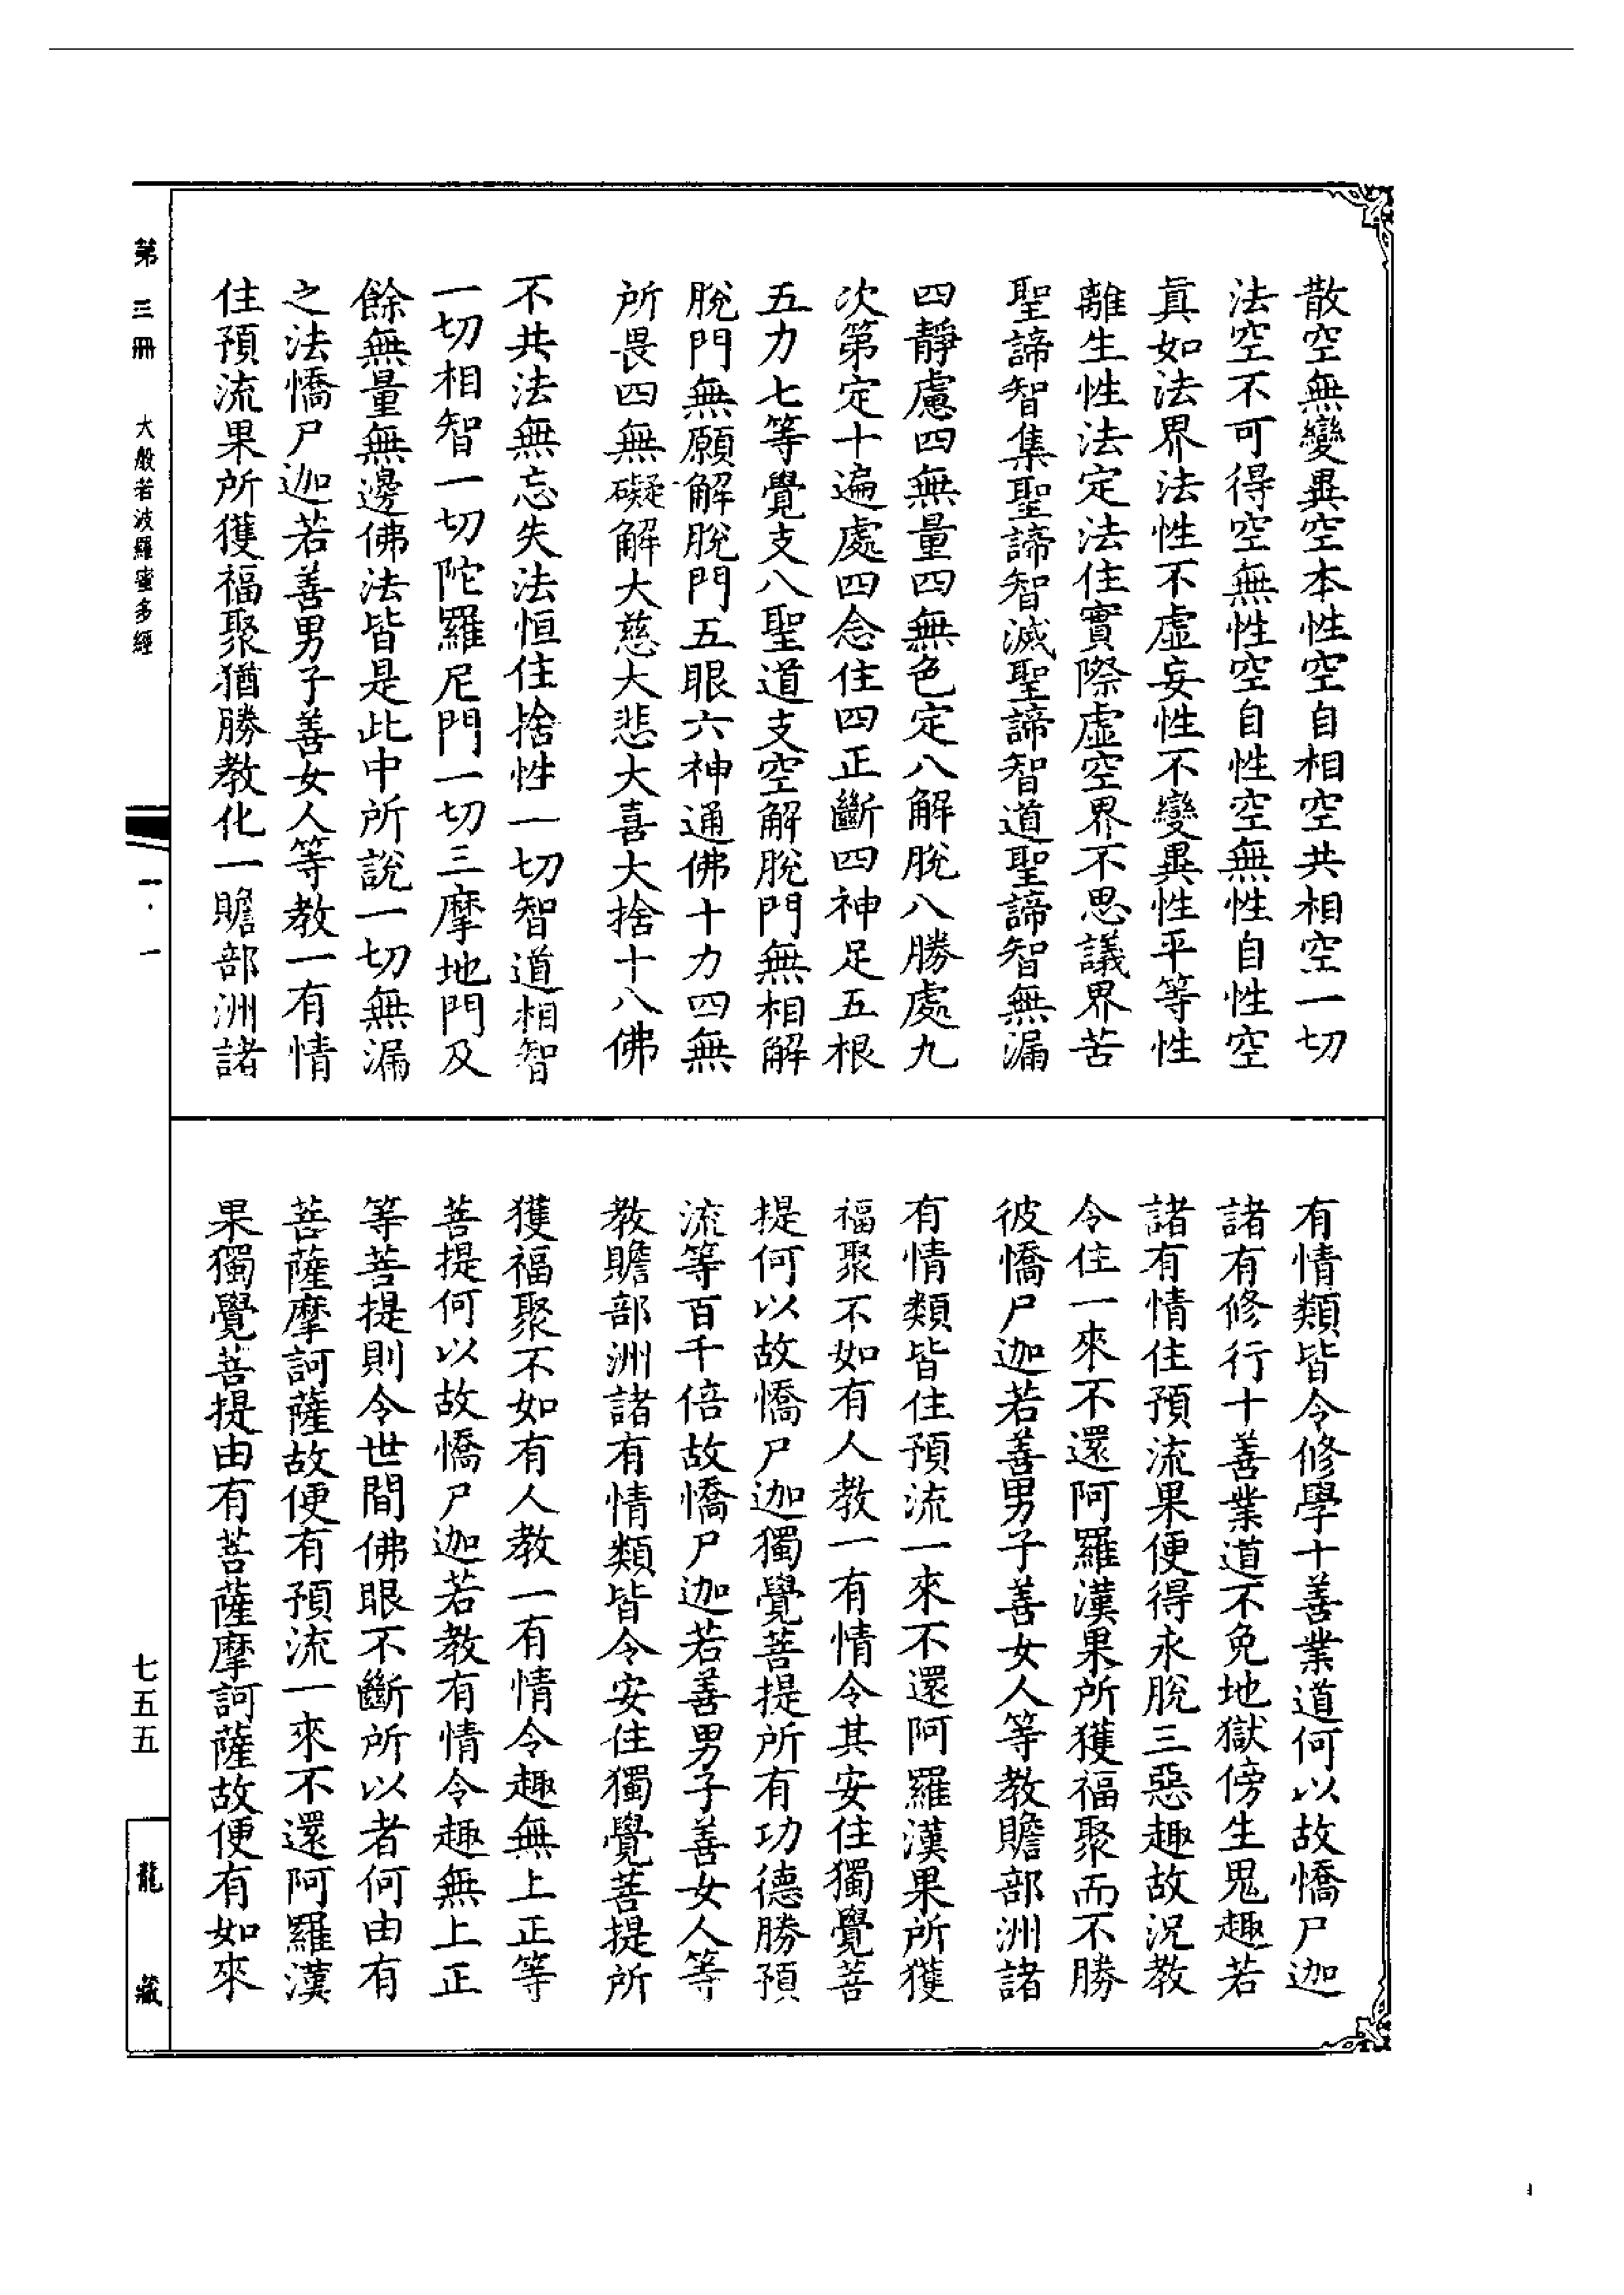 散空無變異空本性空自相空共相空一切
法空不可得空無性空自性空無性自性空
真如法界法性不虛妄性不變異性平等性
離生性法定法住實際虛空界不思議界苦
聖諦智集聖諦智滅聖諦智道聖諦智無漏
四靜慮四無量四無色定八解脫八勝處九
次第定十遍處四念住四正斷四神足五根
五力七等覺支八聖道支空解脫門無相解
脫門無願解脫門五眼六神通佛十力四無
所畏四無礙解大慈大悲大喜大捨十八佛
不共法無忘失法恒住捨性一切智道相智
一切相智一切陀羅尼門一切三摩地門及
餘無量無邊佛法皆是此中所說一切無漏
之法憍尸迦若善男子善女人等教一有情
住預流果所獲福聚猶勝教化一贍部洲諸
有情類皆令修學十善業道何以故憍尸迦
諸有修行十善業道不免地獄傍生鬼趣若
諸有情住預流果便得永脫三惡趣故況教
令住一來不還阿羅漢果所獲福聚而不勝
彼憍尸迦若善男子善女人等教贍部洲諸
有情類皆住預流一來不還阿羅漢果所獲
福聚不如有人教一有情令其安住獨覺菩
提何以故憍尸迦獨覺菩提所有功德勝預
流等百千倍故憍尸迦若善男子善女人等
教贍部洲諸有情類皆令安住獨覺菩提所
獲福聚不如有人教一有情令趣無上正等
菩提何以故憍尸迦若教有情令趣無上正
等菩提則令世間佛眼不斷所以者何由有
菩薩摩訶薩故便有預流一來不還阿羅漢
果獨覺菩提由有菩薩摩訶薩故便有如來
第三冊 大般若波羅蜜多經 一·一
七五五
龍藏